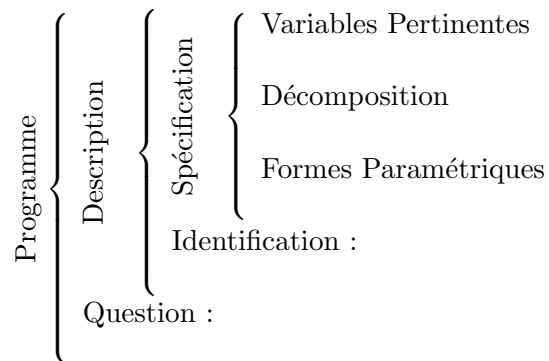 Programme
Description
Spécification
Variables Pertinentes
Décomposition
Formes Paramétriques
Identification :
Question :